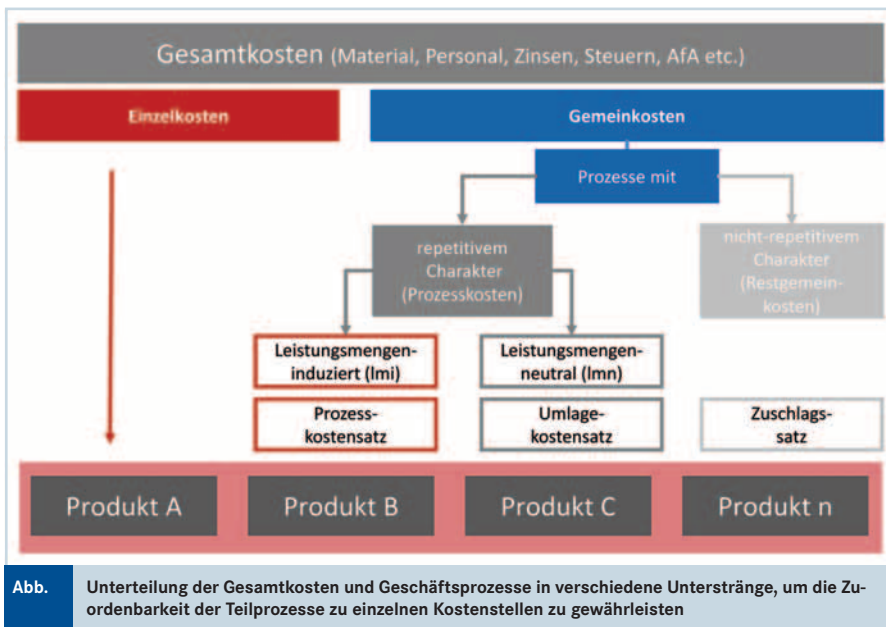 Gesamtkosten (Material, Personal, Zinsen, Steuern, AfA etc.)
Einzelkosten
Gemeinkosten
Prozesse mit
repetitivem
Charakter
(Prozesskosten)
nicht-repetitivem
Charakter
(Restgemein-
kosten)
Leistungsmengen-
induziert (lmi)
Leistungsmengen-
neutral (lmn)
Prozess-
kostensatz
Umlage-
kostensatz
Zuschlags-
satz
Produkt A
Produkt B
Produkt C
Produkt n
Abb.
Unterteilung der Gesamtkosten und Geschäftsprozesse in verschiedene Unterstränge, um die Zu-
ordenbarkeit der Teilprozesse zu einzelnen Kostenstellen zu gewährleisten